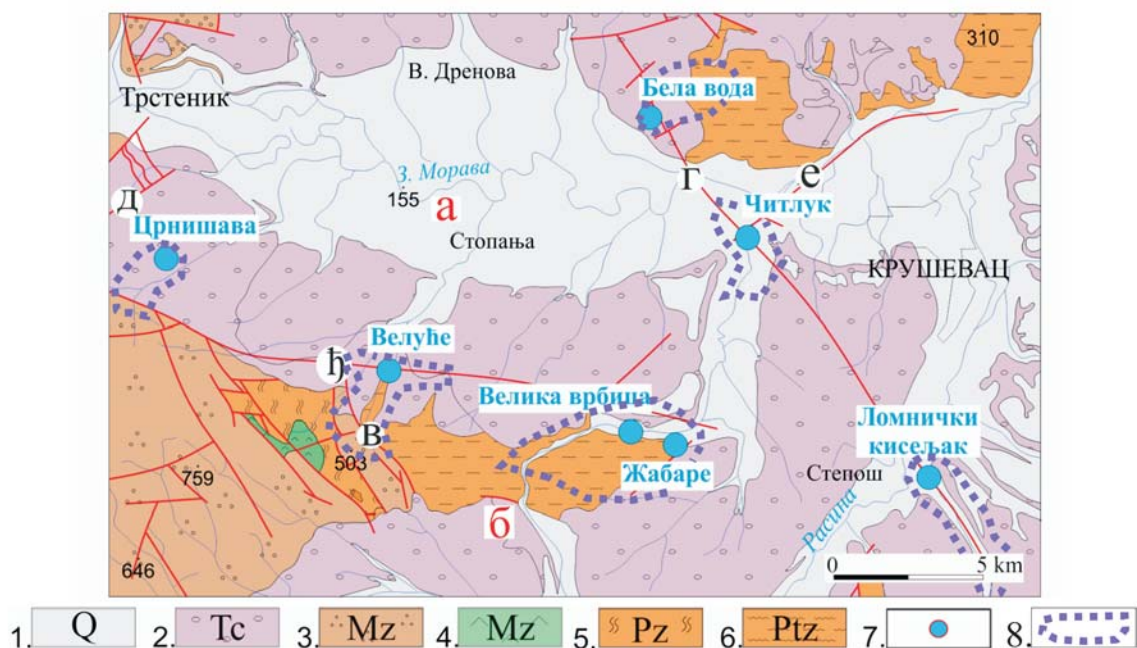 310
В. Дренова
Бела вода
Трстеник
З. Морава
г
е
155
а
д
Читлук
Црнишава
Стопања
КРУШЕВАЦ
Велуће
ђ
Велика врбица
Ломнички
кисељак
в
503
Жабаре
Степош
759
б
Расина
646
0 5 km
1. Q 2. Tc 3. Mz 4. Mz 5. Pz 6. Ptz 7. 8.